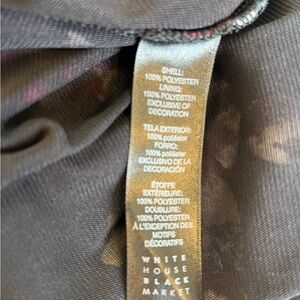 SHELL:
100% POLYESTER
LINING:
100% POLYESTER
EXCLUSIVE OF
DECORATION
TELA EXTERIOR:
100% poliéster
FORRO:
100% poliéster
EXCLUSIVO DE LA
DECORACIÓN
ÉTOFFE
EXTÉRIEURE:
100% POLYESTER
DOUBLURE:
100% POLYESTER
À L'EXCEPTION DES
MOTIFS
DÉCORATIFS
WHITE
HOUSE
BLACK
MARKET